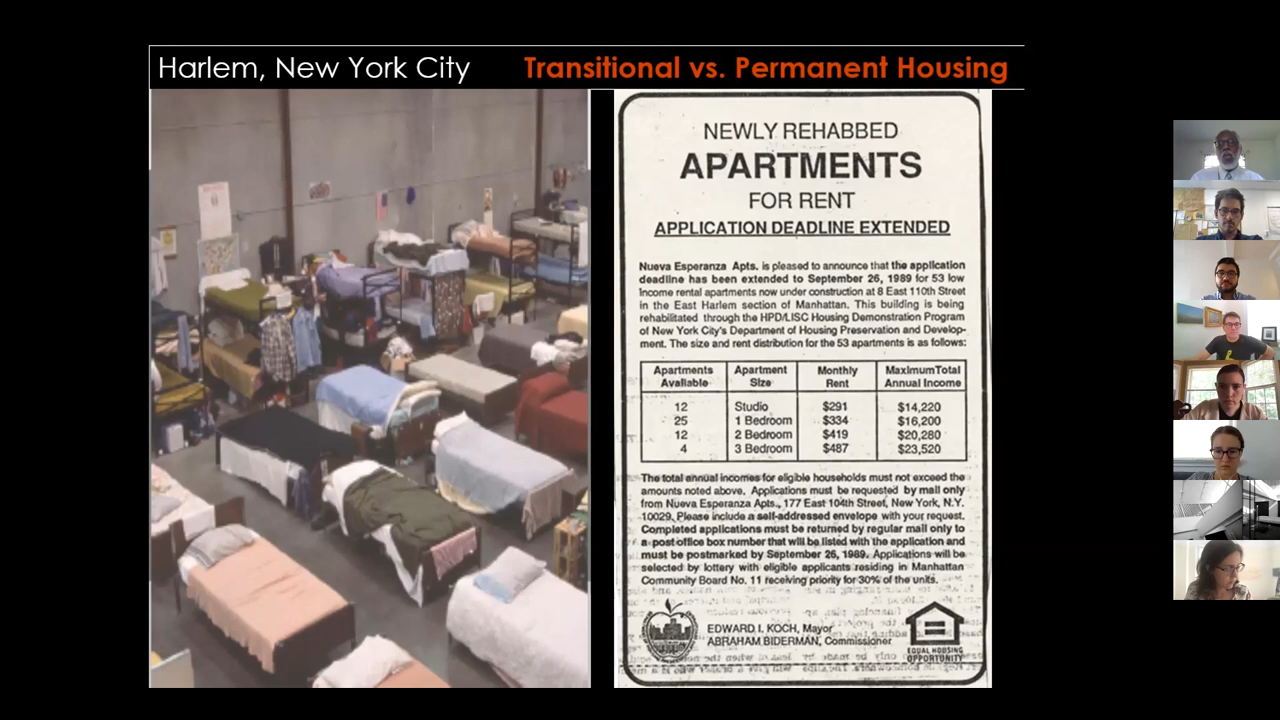 Harlem, New York City
Transitional vs. Permanent Housing
NEWLY REHABBED
APARTMENTS
FOR RENT
APPLICATION DEADLINE EXTENDED
Nueva Esperanza Apts. is pleased to announce that the application
deadline has been extended to September 26, 1989 for 53 low
income rental apartments now under construction at 8 East 110th Street
in the East Harlem section of Manhattan. This building is being
rehabilitated through the HPD/LISC Housing Demonstration Program
of New York City's Department of Housing Preservation and Develop-
ment. The size and rent distribution for the 53 apartments is as follows:
Apartments Apartment Monthly Maximum Total
Available Size Rent Annual Income
12 Studio $291 $14,220
25 1 Bedroom $334 $16,200
12 2 Bedroom $419 $20,280
4 3 Bedroom $487 $23,520
The total annual incomes for eligible households must not exceed the
amounts noted above. Applications must be requested by mail only
from Nueva Esperanza Apts., 177 East 104th Street, New York, N.Y.
10029. Please include a self-addressed envelope with your request.
Completed applications must be returned by regular mail only to
a post office box number that will be listed with the application and
must be postmarked by September 26, 1989. Applications will be
selected by lottery with eligible applicants residing in Manhattan
Community Board No. 11 receiving priority for 30% of the units.
EDWARD I. KOCH, Mayor
ABRAHAM BIDERMAN, Commissioner
EQUAL HOUSING
OPPORTUNITY